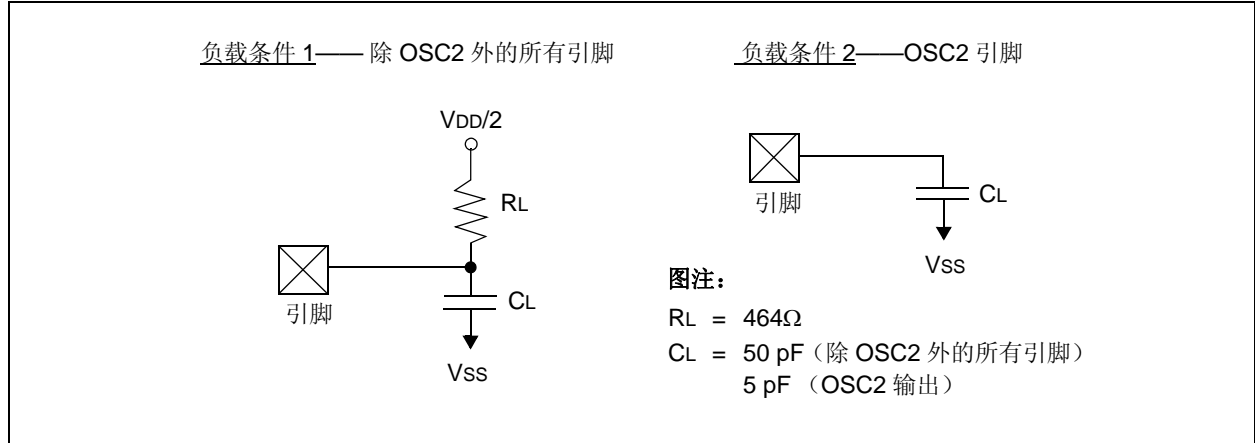 负载条件 1—— 除 OSC2 外的所有引脚
VDD/2
RL
引脚
CL
VSS
负载条件 2——OSC2 引脚
引脚
CL
VSS
图注:
RL = 464Ω
CL = 50 pF(除 OSC2 外的所有引脚)
5 pF (OSC2 输出)